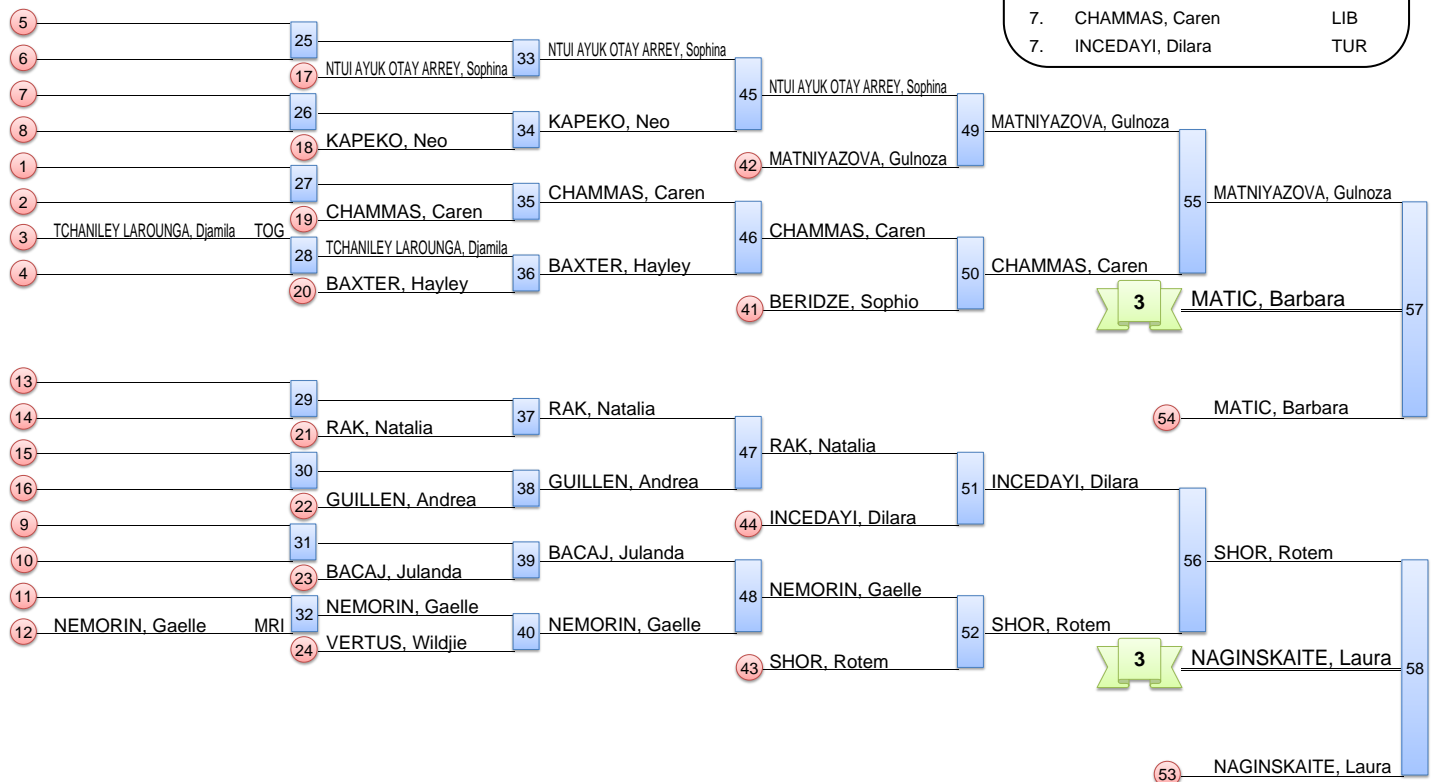 7. CHAMMAS, Caren LIB
7. INCEDAYI, Dilara TUR
5
25
6
17 NTUI AYUK OTAY ARREY, Sophina
33
NTUI AYUK OTAY ARREY, Sophina
7
26
8
18 KAPEKO, Neo
34
KAPEKO, Neo
45
NTUI AYUK OTAY ARREY, Sophina
42 MATNIYAZOVA, Gulnoza
49
MATNIYAZOVA, Gulnoza
1
27
2
19 CHAMMAS, Caren
35
CHAMMAS, Caren
3 TCHANILEY LAROUNGA, Djamila TOG
28
TCHANILEY LAROUNGA, Djamila
4
20 BAXTER, Hayley
36
BAXTER, Hayley
46
CHAMMAS, Caren
41 BERIDZE, Sophio
50
CHAMMAS, Caren
55
MATNIYAZOVA, Gulnoza
3 MATIC, Barbara
57
54 MATIC, Barbara
13
29
14
21 RAK, Natalia
37
RAK, Natalia
15
30
16
22 GUILLEN, Andrea
38
GUILLEN, Andrea
47
RAK, Natalia
44 INCEDAYI, Dilara
51
INCEDAYI, Dilara
9
31
10
23 BACAJ, Julanda
39
BACAJ, Julanda
11
32
NEMORIN, Gaelle
12 NEMORIN, Gaelle MRI
24 VERTUS, Wildjie
40
NEMORIN, Gaelle
48
NEMORIN, Gaelle
43 SHOR, Rotem
52
SHOR, Rotem
56
SHOR, Rotem
3 NAGINSKAITE, Laura
58
53 NAGINSKAITE, Laura